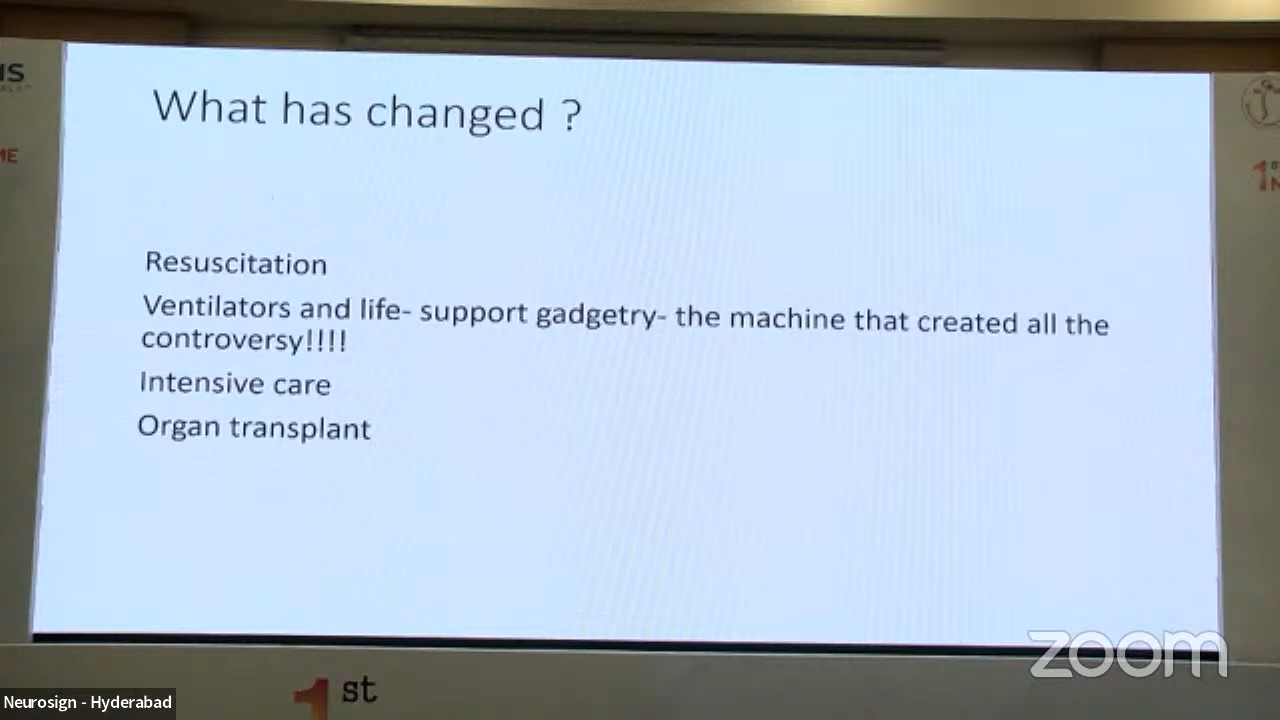 What has changed ?
Resuscitation
Ventilators and life- support gadgetry- the machine that created all the
controversy!!!!
Intensive care
Organ transplant
zoom
1st
Neurosign - Hyderabad